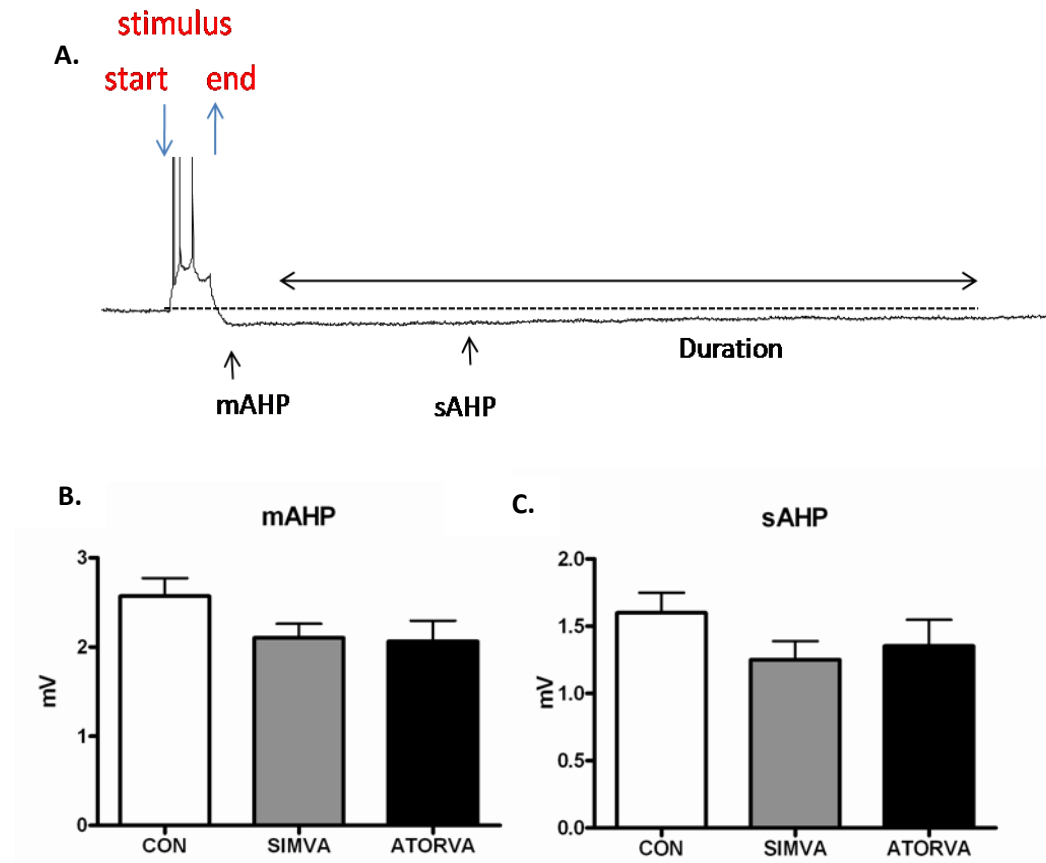 stimulus
A.
start end
Duration
mAHP
sAHP
B.
C.
mAHP
sAHP
3
2
1
0
mV
CON SIMVA ATORVA
2.0
1.5
1.0
0.5
0.0
mV
CON SIMVA ATORVA